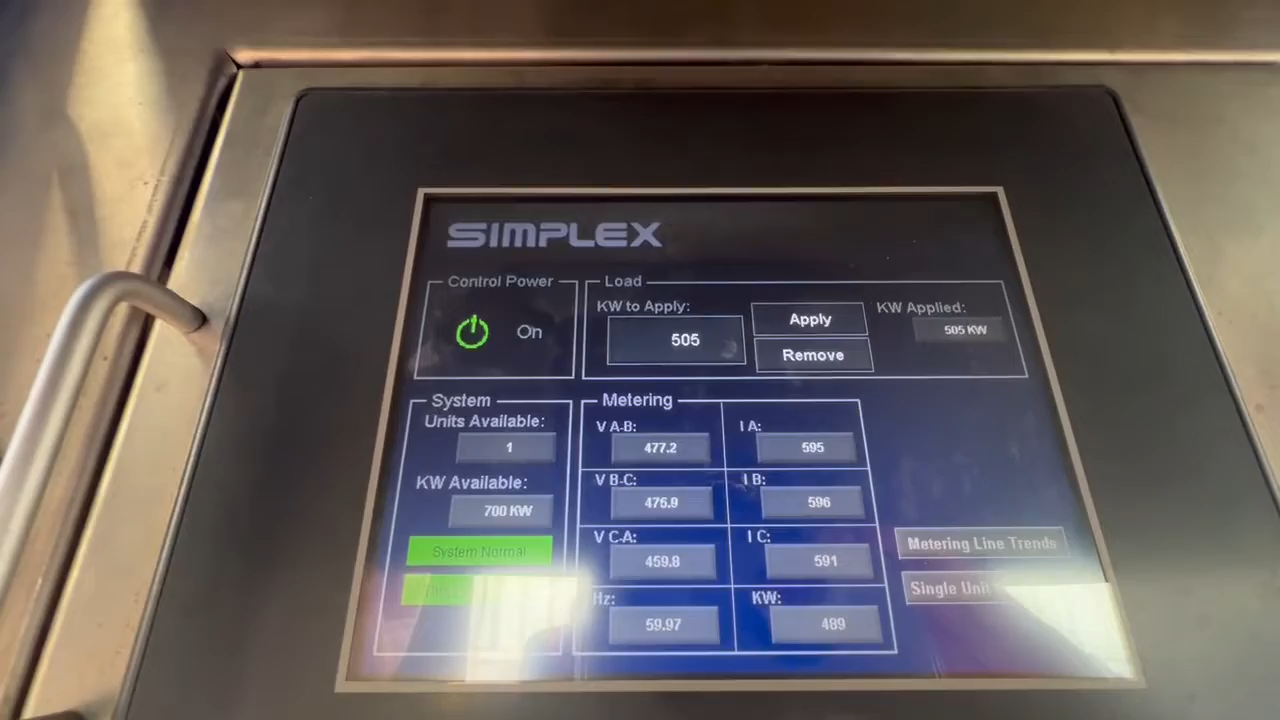 SIMPLEX
Control Power
On
Load
KW to Apply:
505
Apply
Remove
KW Applied:
505 KW
System
Units Available:
1
KW Available:
700 KW
System Normal
Metering
V A-B:
477.2
I A:
595
V B-C:
476.9
I B:
596
V C-A:
459.8
I C:
591
Hz:
59.97
KW:
489
Metering Line Trends
Single Unit